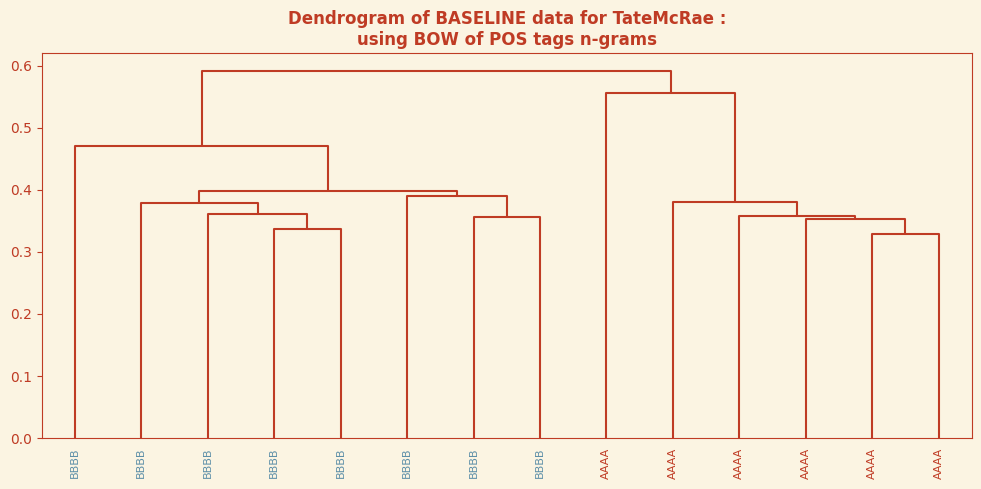 Dendrogram of BASELINE data for TateMcRae :
using BOW of POS tags n-grams
0.6
0.5
0.4
0.3
0.2
0.1
0.0
BBBB BBBB BBBB BBBB BBBB BBBB BBBB BBBB AAAA AAAA AAAA AAAA AAAA AAAA